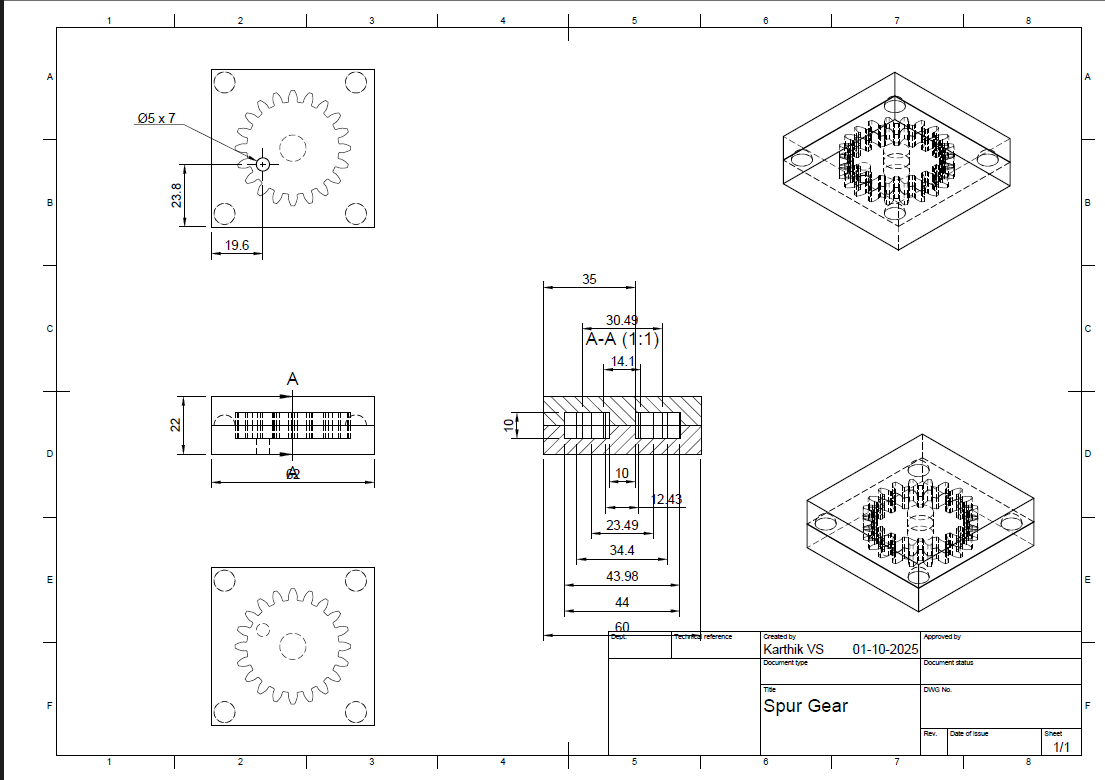 1 2 3 4 5 6 7 8
A A
Ø5 x 7
B B
23.8
19.6
35
C C
30.49
A-A (1:1)
14.1
A
22
10
D D
A
62
10
12.43
23.49
34.4
E E
43.98
44
60
Dept. Technical reference Created by Approved by
Karthik VS 01-10-2025
Document type Document status
Title DWG No.
Spur Gear
F F
Rev. Date of issue Sheet
1/1
1 2 3 4 5 6 7 8